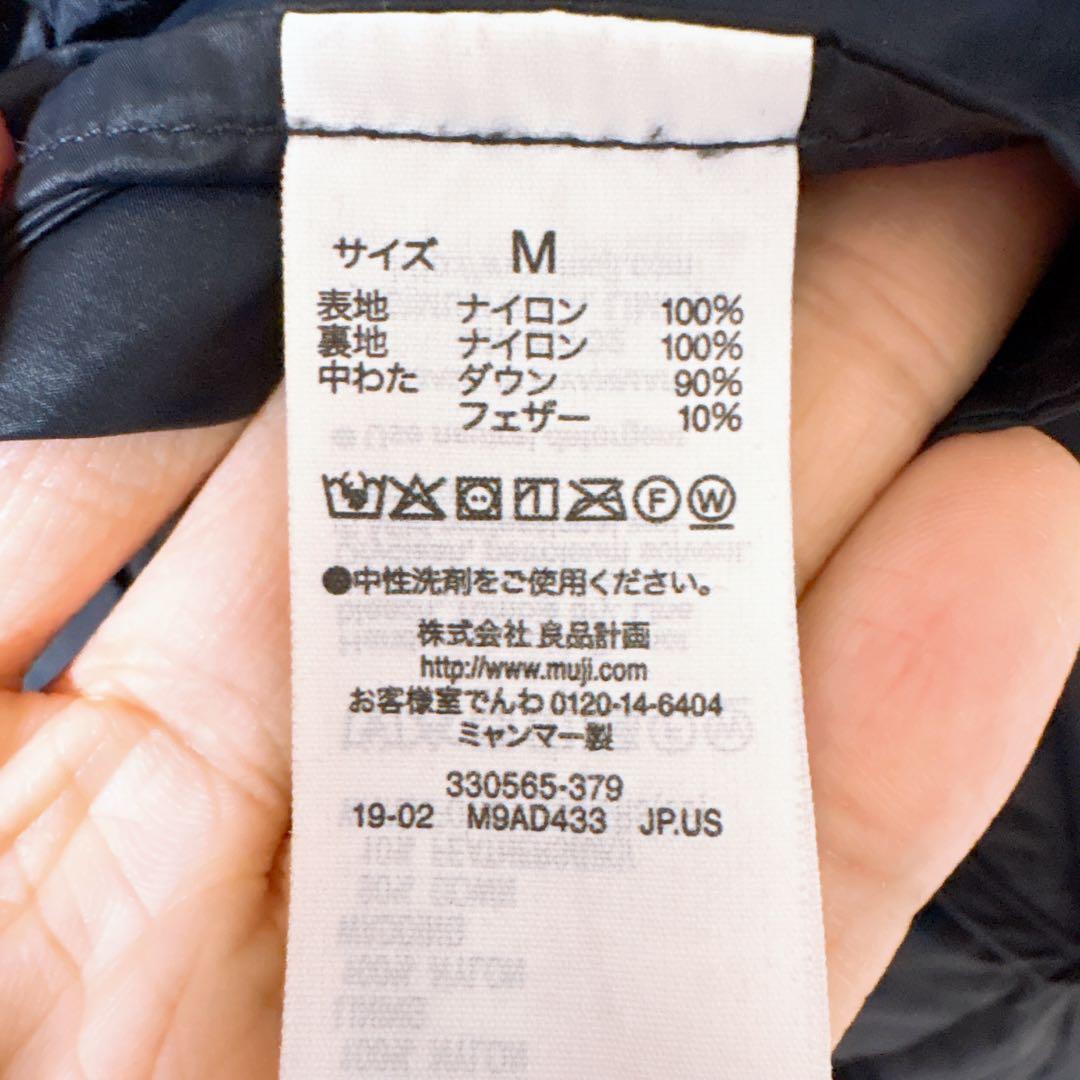 サイズ M
表地 ナイロン 100%
裏地 ナイロン 100%
中わた ダウン 90%
フェザー 10%
F W
●中性洗剤をご使用ください。
株式会社 良品計画
http://www.muji.com
お客様室でんわ 0120-14-6404
ミャンマー製
330565-379
19-02 M9AD433 JP.US